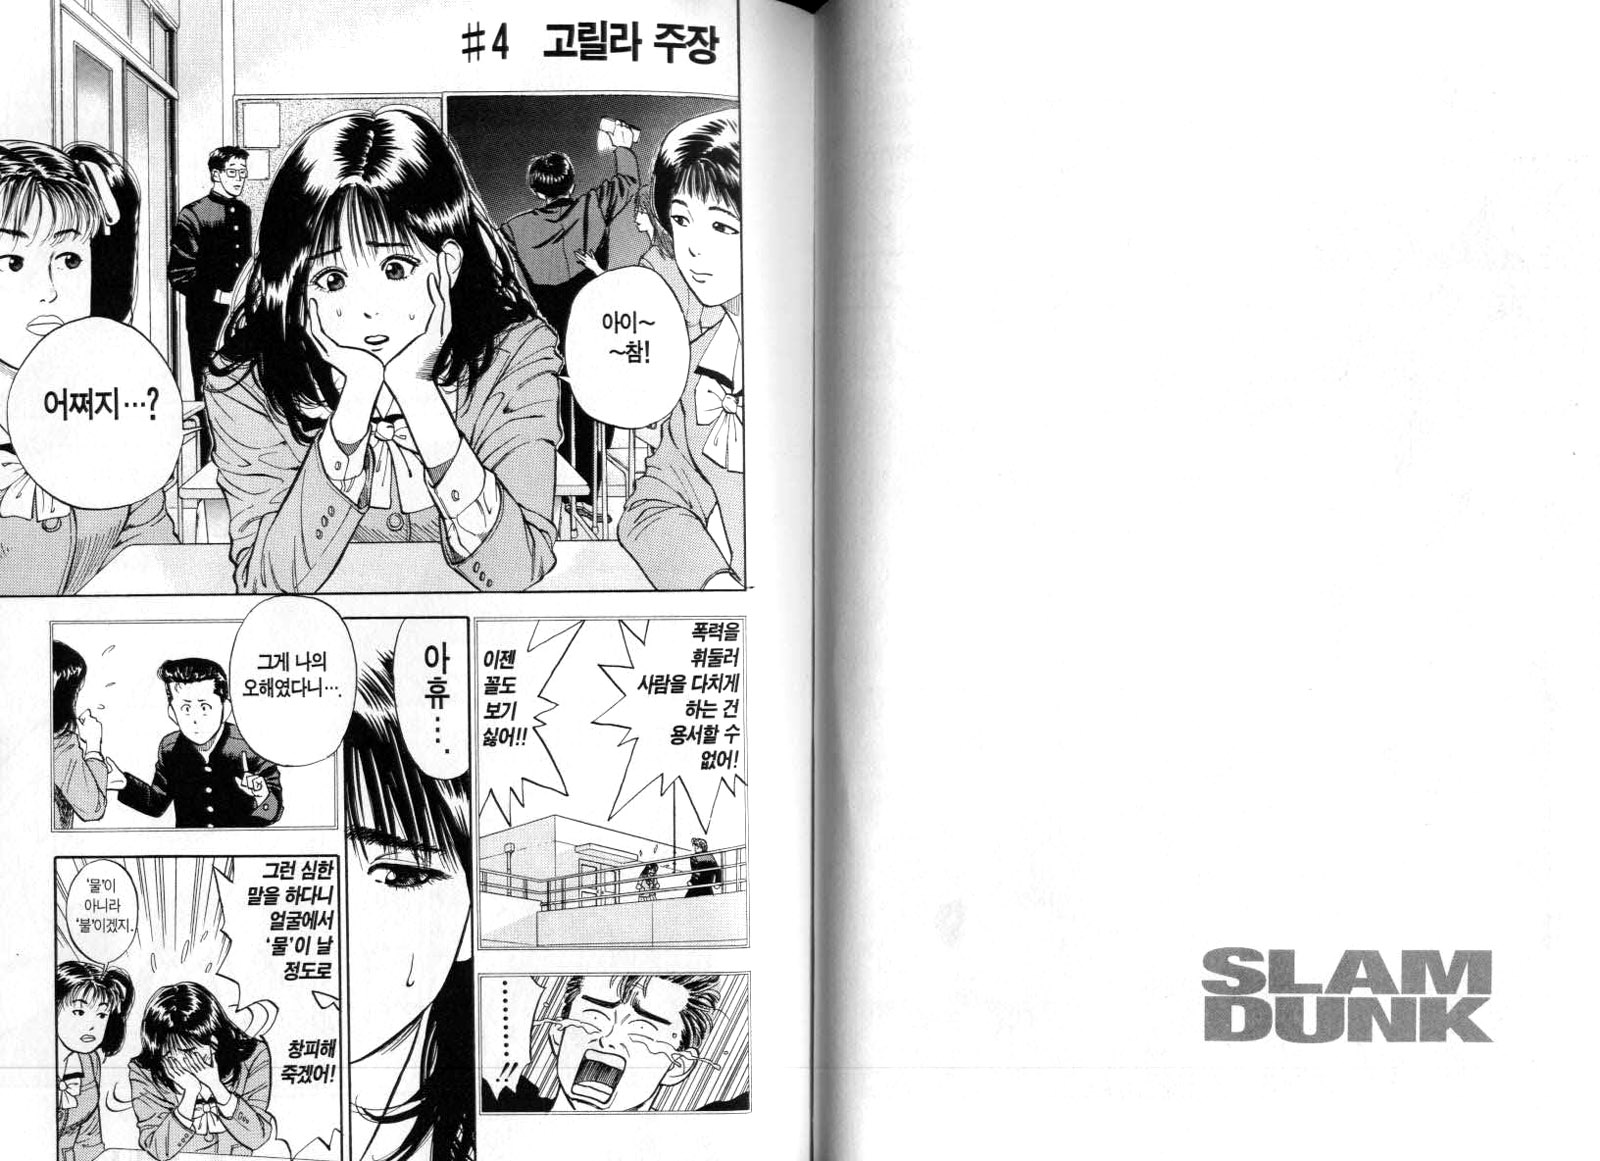 #4 고릴라 주장
아이~
~참!
어쩌지…?
폭력을
휘둘러
사람을 다치게
하는 건
용서할 수
없어!
이젠
꼴도
보기
싫어!!
………!!
아
휴
….
그게 나의
오해였다니….
그런 심한
말을 하다니
얼굴에서
'물'이 날
정도로
창피해
죽겠어!
'물'이
아니라
'불'이겠지.
SLAM
DUNK